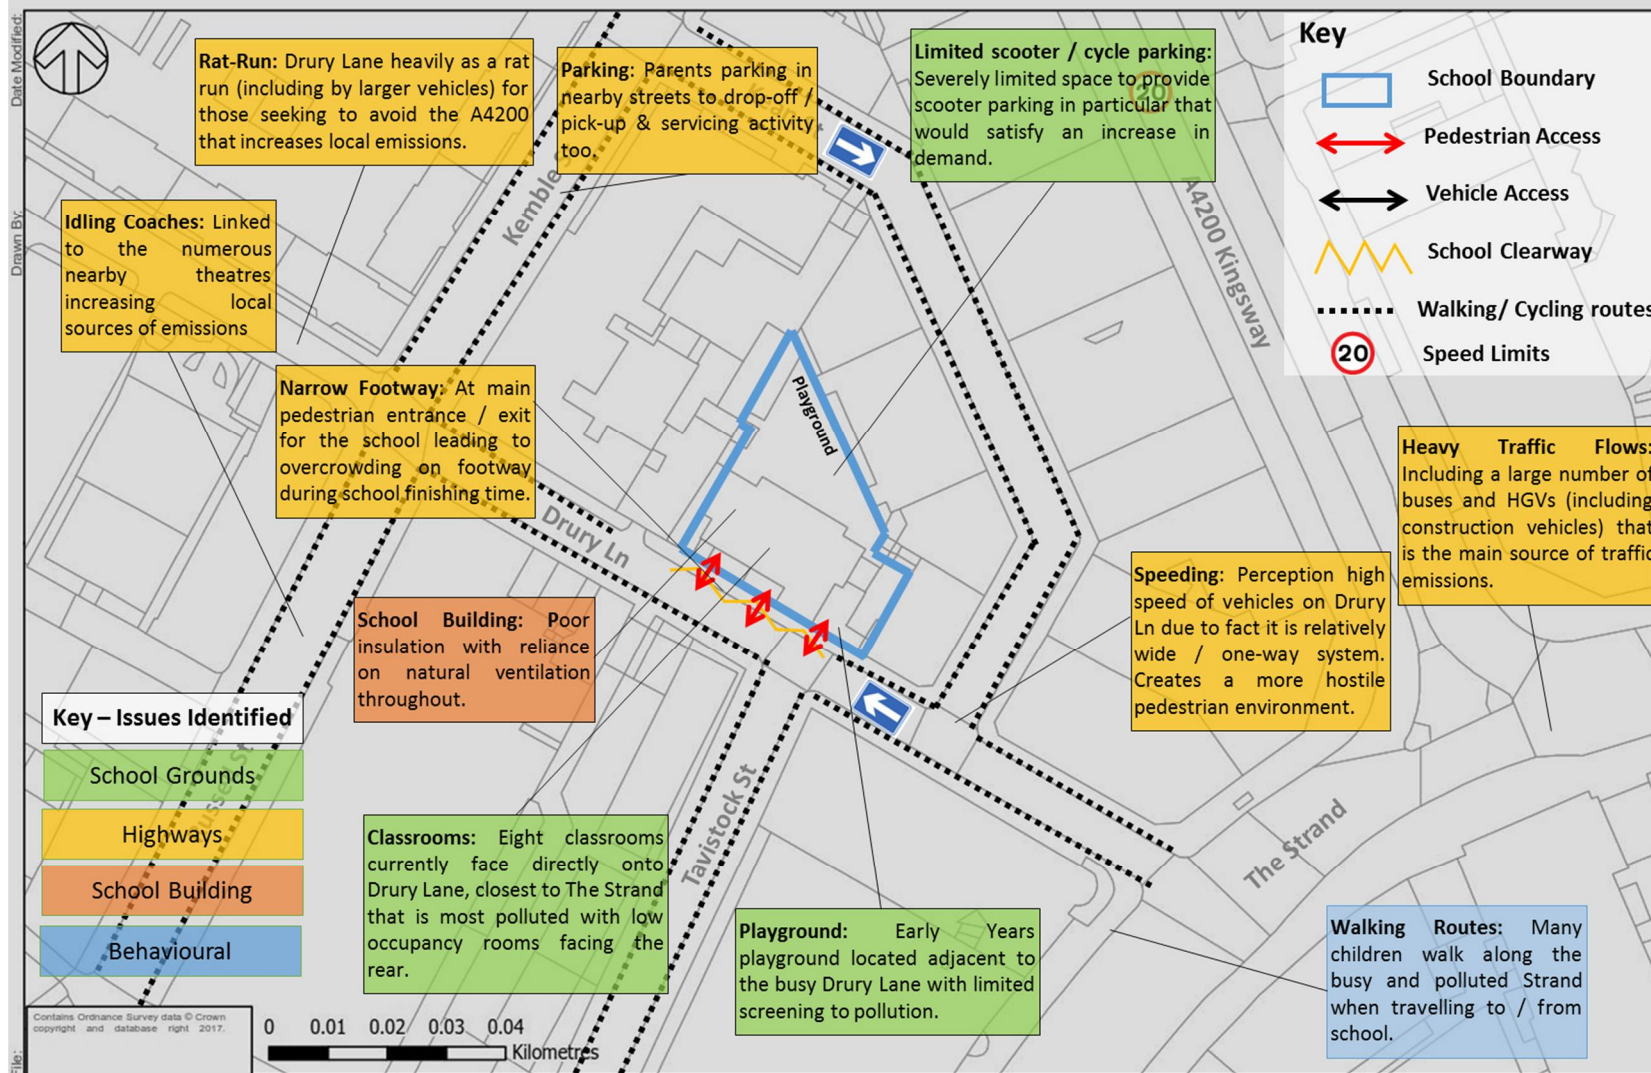 Date Modified:
Drawn By:
File:
Rat-Run: Drury Lane heavily as a rat
run (including by larger vehicles) for
those seeking to avoid the A4200
that increases local emissions.
Parking: Parents parking in
nearby streets to drop-off /
pick-up & servicing activity
too.
Limited scooter / cycle parking:
Severely limited space to provide
scooter parking in particular that
would satisfy an increase in
demand.
20
Key
School Boundary
Pedestrian Access
Vehicle Access
School Clearway
Walking/ Cycling routes
20
Speed Limits
Idling Coaches: Linked
to the numerous
nearby theatres
increasing local
sources of emissions
Kemble
A4200 Kingsway
Narrow Footway: At main
pedestrian entrance / exit
for the school leading to
overcrowding on footway
during school finishing time.
Playground
Drury Ln
Heavy Traffic Flows:
Including a large number of
buses and HGVs (including
construction vehicles) that
is the main source of traffic
emissions.
Speeding: Perception high
speed of vehicles on Drury
Ln due to fact it is relatively
wide / one-way system.
Creates a more hostile
pedestrian environment.
School Building: Poor
insulation with reliance
on natural ventilation
throughout.
Key – Issues Identified
School Grounds
Highways
School Building
Behavioural
Tavistock St
The Strand
Classrooms: Eight classrooms
currently face directly onto
Drury Lane, closest to The Strand
that is most polluted with low
occupancy rooms facing the
rear.
Playground: Early Years
playground located adjacent to
the busy Drury Lane with limited
screening to pollution.
Walking Routes: Many
children walk along the
busy and polluted Strand
when travelling to / from
school.
Contains Ordnance Survey data © Crown
copyright and database right 2017.
0 0.01 0.02 0.03 0.04
Kilometres